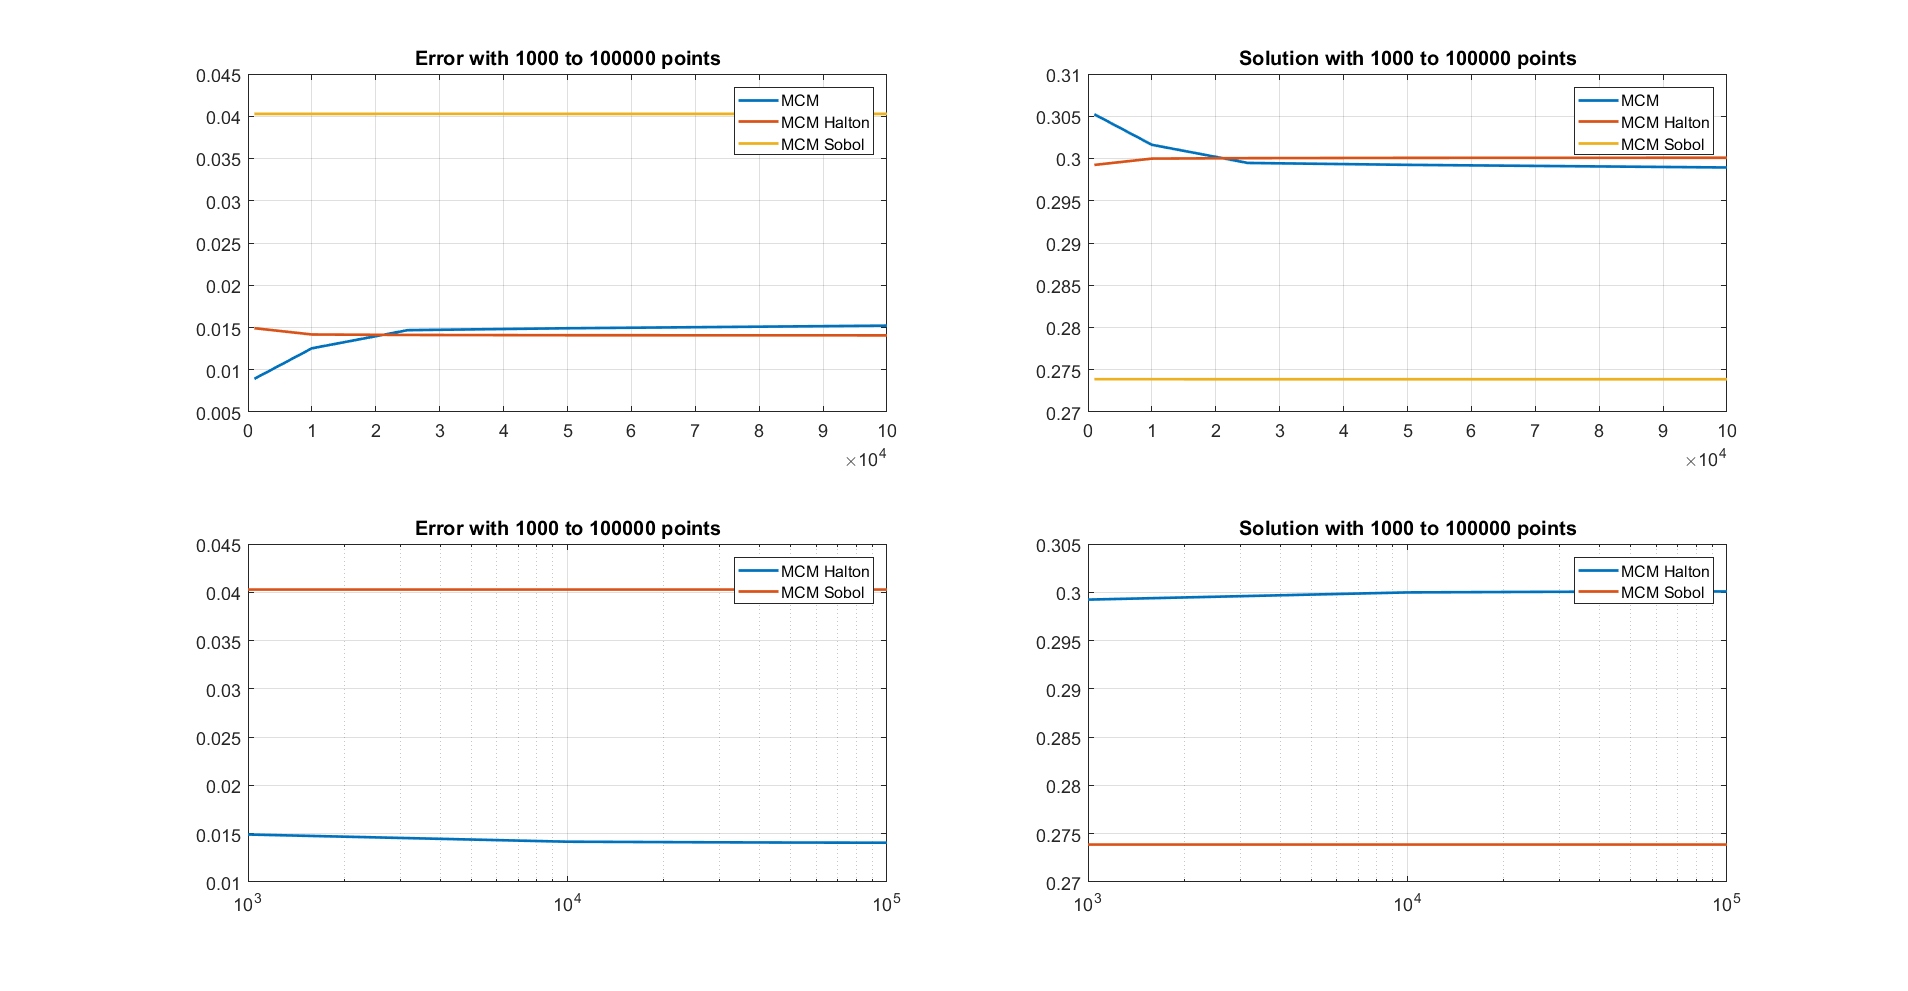 Error with 1000 to 100000 points
0.045
0.04
0.035
0.03
0.025
0.02
0.015
0.01
0.005
0 1 2 3 4 5 6 7 8 9 10
×10^4
MCM
MCM Halton
MCM Sobol
Solution with 1000 to 100000 points
0.31
0.305
0.3
0.295
0.29
0.285
0.28
0.275
0.27
0 1 2 3 4 5 6 7 8 9 10
×10^4
MCM
MCM Halton
MCM Sobol
Error with 1000 to 100000 points
0.045
0.04
0.035
0.03
0.025
0.02
0.015
0.01
10^3 10^4 10^5
MCM Halton
MCM Sobol
Solution with 1000 to 100000 points
0.305
0.3
0.295
0.29
0.285
0.28
0.275
0.27
10^3 10^4 10^5
MCM Halton
MCM Sobol